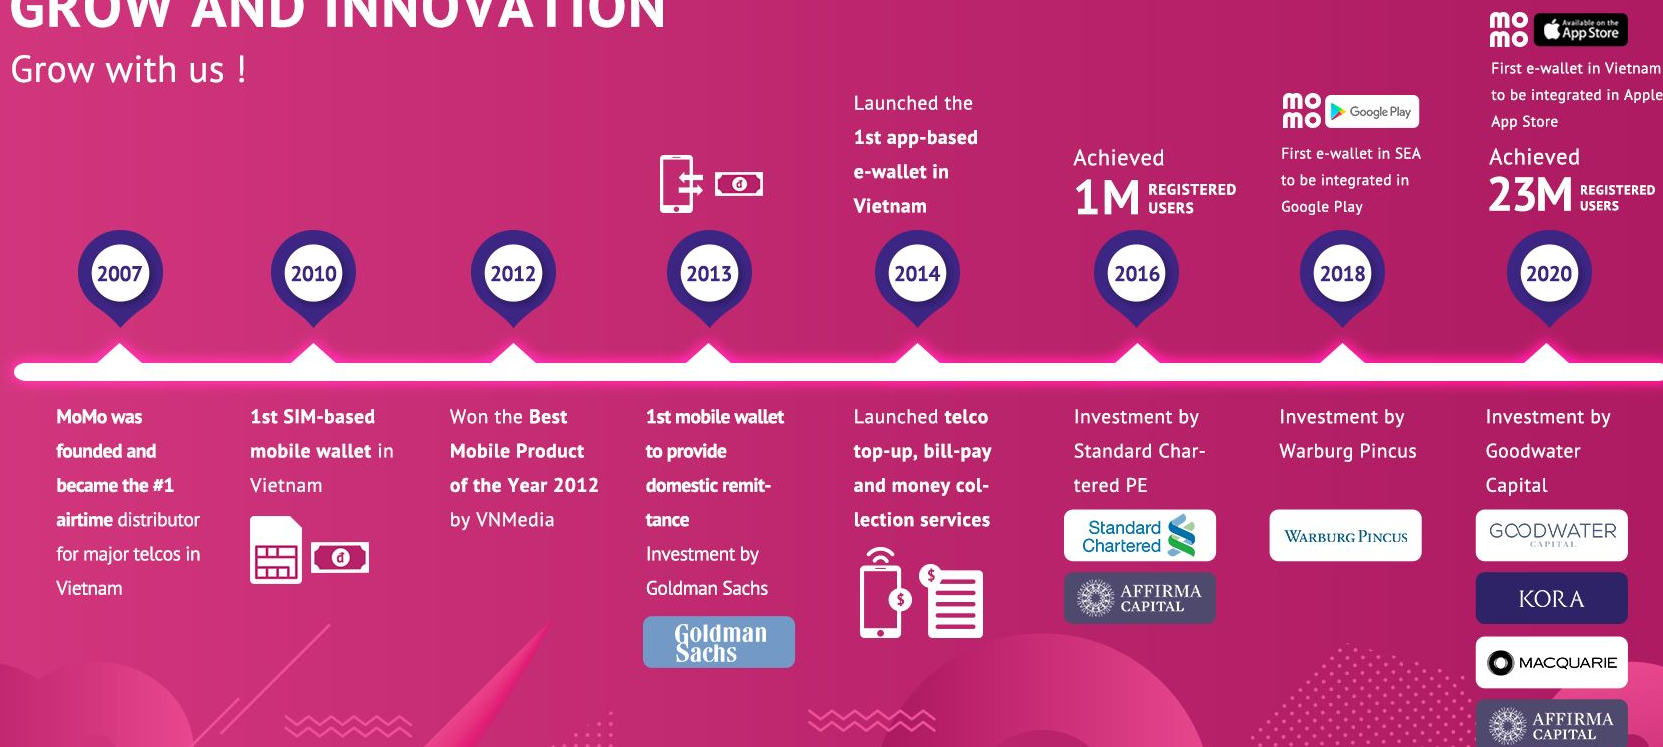 GROW AND INNOVATION
Grow with us !
MoMo was
founded and
became the #1
airtime distributor
for major telcos in
Vietnam
2007
1st SIM-based
mobile wallet in
Vietnam
đ
2010
Won the Best
Mobile Product
of the Year 2012
by VNMedia
2012
đ
2013
1st mobile wallet
to provide
domestic remit-
tance
Investment by
Goldman Sachs
Goldman
Sachs
Launched the
1st app-based
e-wallet in
Vietnam
2014
Launched telco
top-up, bill-pay
and money col-
lection services
$
$
Achieved
1M REGISTERED
USERS
2016
Investment by
Standard Char-
tered PE
Standard
Chartered
AFFIRMA
CAPITAL
mo
mo
Google Play
First e-wallet in SEA
to be integrated in
Google Play
2018
Investment by
Warburg Pincus
WARBURG PINCUS
mo
mo
Available on the
App Store
First e-wallet in Vietnam
to be integrated in Apple
App Store
Achieved
23M REGISTERED
USERS
2020
Investment by
Goodwater
Capital
GOODWATER
CAPITAL
KORA
MACQUARIE
AFFIRMA
CAPITAL